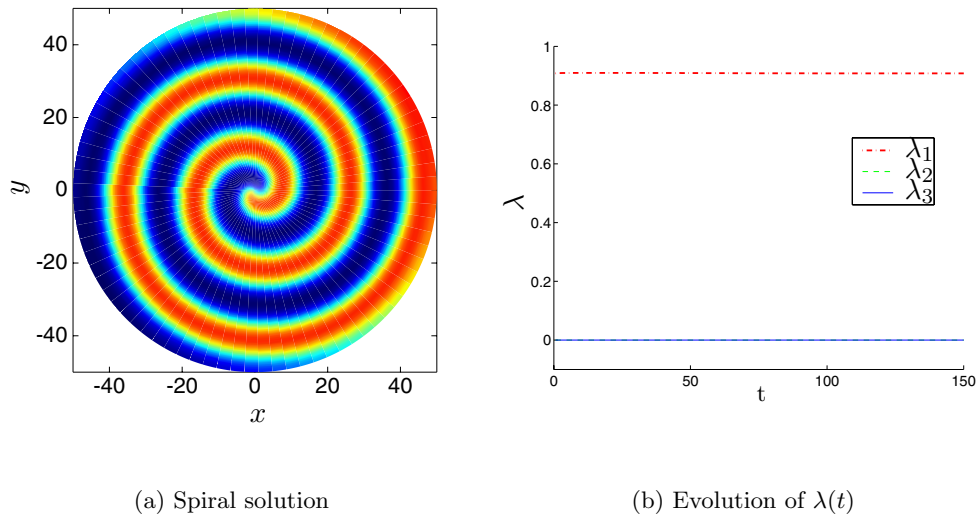 40
20
0
-20
-40
y
-40 -20 0 20 40
x
1
0.8
0.6
0.4
0.2
0
λ
0 50 100 150
t
λ1
λ2
λ3
(a) Spiral solution
(b) Evolution of λ(t)